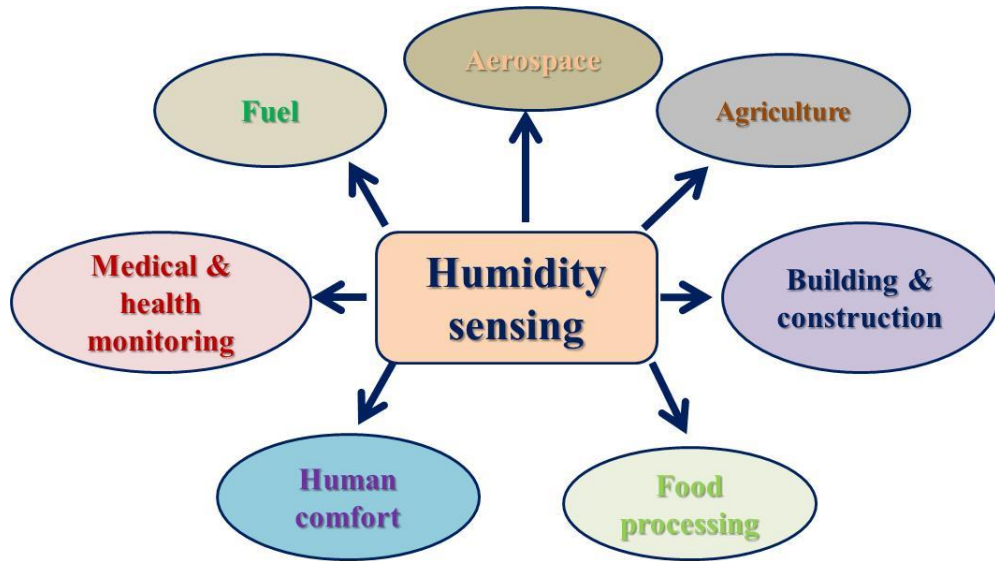 Aerospace
Fuel
Agriculture
Humidity
sensing
Medical &
health
monitoring
Building &
construction
Human
comfort
Food
processing